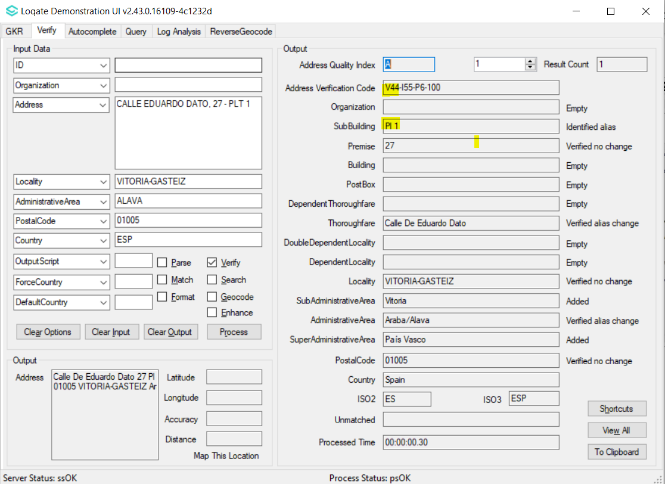 Loqate Demonstration UI v2.43.0.16109-4c1232d
GKR Verify Autocomplete Query Log Analysis ReverseGeocode
Input Data
ID
Organization
Address CALLE EDUARDO DATO, 27 - PLT 1
Locality VITORIA-GASTEIZ
AdministrativeArea ALAVA
PostalCode 01005
Country ESP
OutputScript Parse Verify
ForceCountry Match Search
DefaultCountry Format Geocode
Enhance
Clear Options Clear Input Clear Output Process
Output
Address Calle De Eduardo Dato 27 Pl
01005 VITORIA-GASTEIZ Ar
Latitude
Longitude
Accuracy
Distance
Map This Location
Output
Address Quality Index A 1 Result Count 1
Address Verification Code V44-I55-P6-100
Organization Empty
SubBuilding Pl 1 Identified alias
Premise 27 Verified no change
Building Empty
PostBox Empty
DependentThoroughfare Empty
Thoroughfare Calle De Eduardo Dato Verified alias change
DoubleDependentLocality Empty
DependentLocality Empty
Locality VITORIA-GASTEIZ Verified no change
SubAdministrativeArea Vitoria Added
AdministrativeArea Araba/Álava Verified alias change
SuperAdministrativeArea País Vasco Added
PostalCode 01005 Verified no change
Country Spain
ISO2 ES ISO3 ESP
Unmatched
Processed Time 00:00:00.30
Shortcuts
View All
To Clipboard
Server Status: ssOK Process Status: psOK